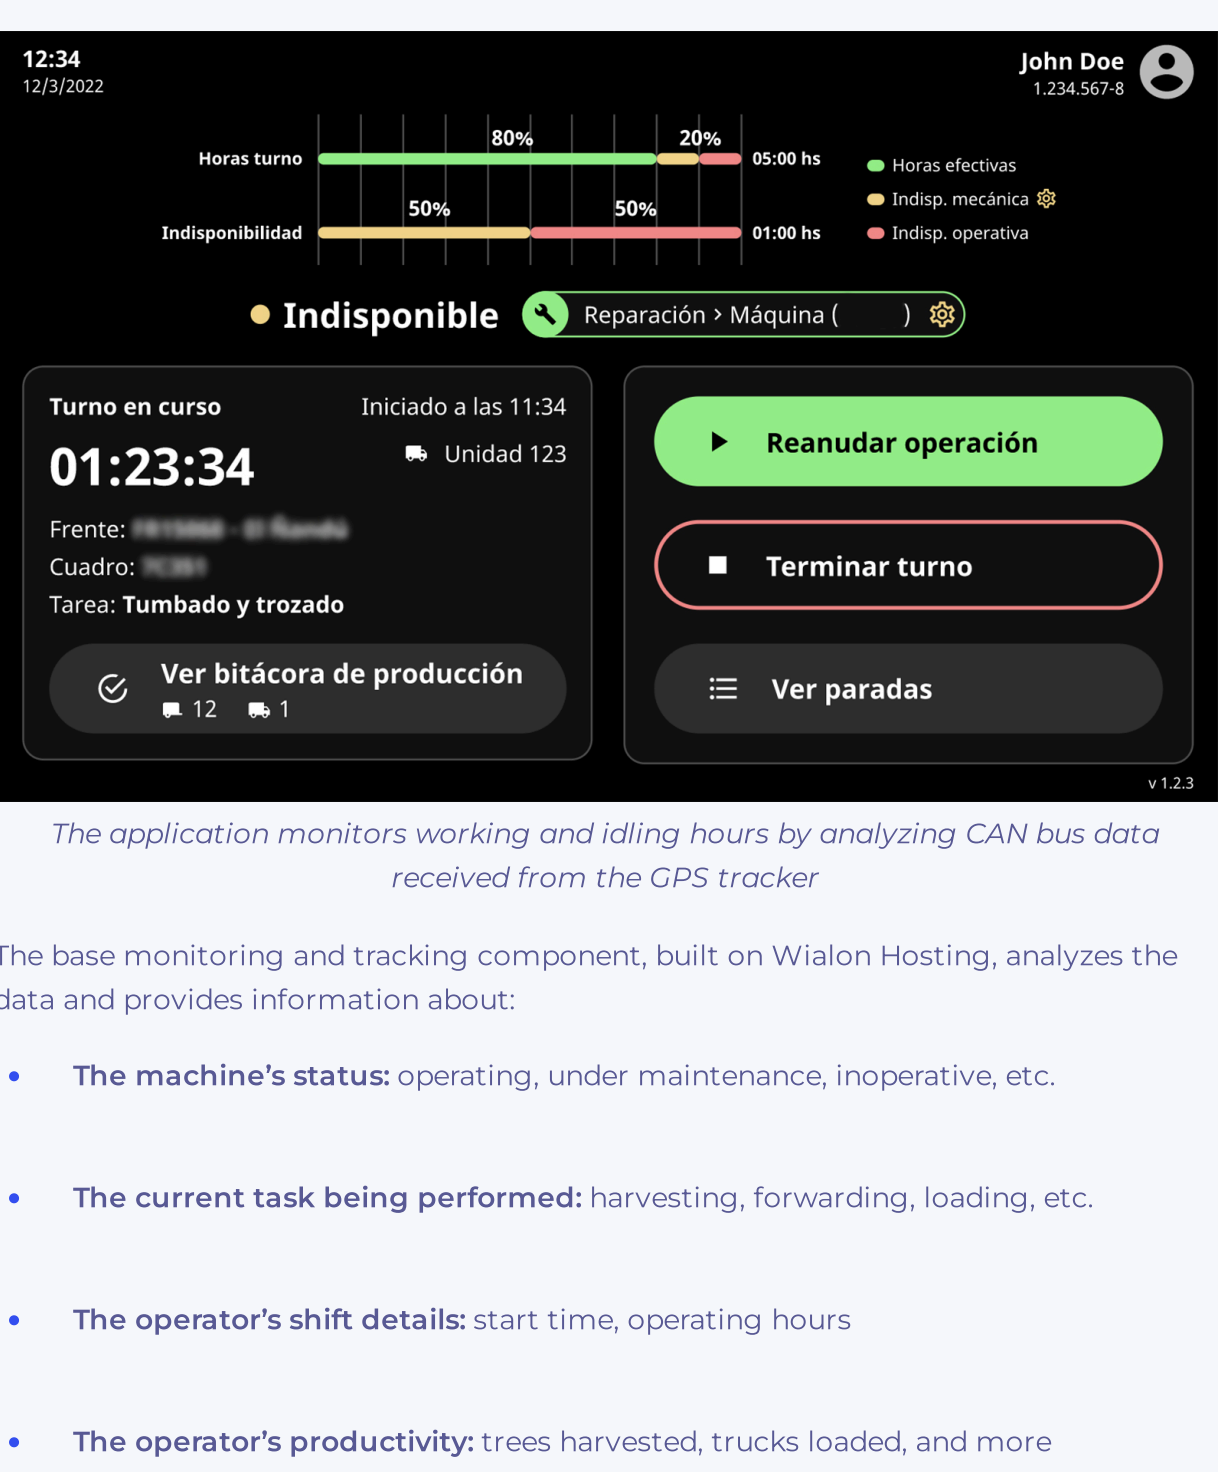 12:34
12/3/2022
John Doe
1.234.567-8
80% 20%
Horas turno 05:00 hs
50% 50%
Indisponibilidad 01:00 hs
Horas efectivas
Indisp. mecánica
Indisp. operativa
Indisponible
Reparación > Máquina ( )
Turno en curso
Iniciado a las 11:34
01:23:34
Unidad 123
Frente:
Cuadro:
Tarea: Tumbado y trozado
Ver bitácora de producción
12 1
Reanudar operación
Terminar turno
Ver paradas
v 1.2.3
The application monitors working and idling hours by analyzing CAN bus data
received from the GPS tracker
The base monitoring and tracking component, built on Wialon Hosting, analyzes the
data and provides information about:
• The machine’s status: operating, under maintenance, inoperative, etc.
• The current task being performed: harvesting, forwarding, loading, etc.
• The operator’s shift details: start time, operating hours
• The operator’s productivity: trees harvested, trucks loaded, and more